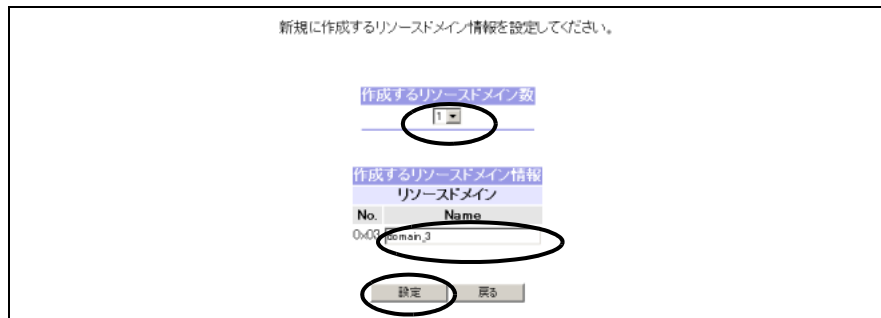 新規に作成するリソースドメイン情報を設定してください。
作成するリソースドメイン数
1
作成するリソースドメイン情報
リソースドメイン
No. Name
0x03 domain_3
設定 戻る